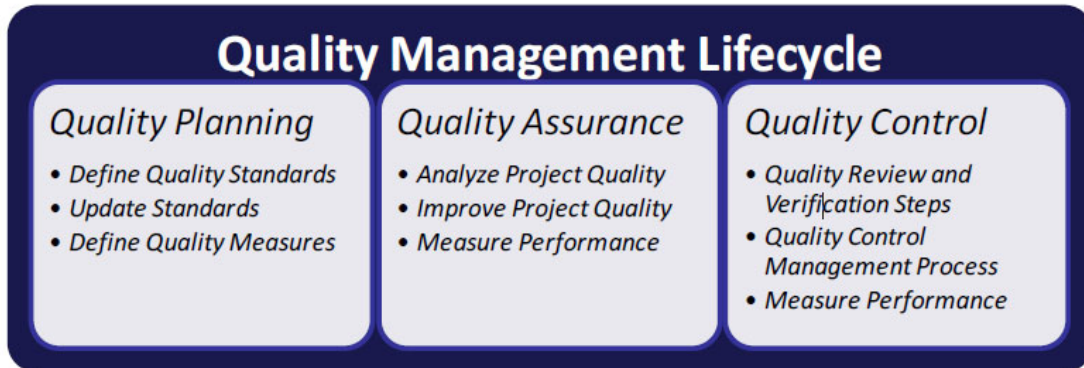 Quality Management Lifecycle
Quality Planning
• Define Quality Standards
• Update Standards
• Define Quality Measures
Quality Assurance
• Analyze Project Quality
• Improve Project Quality
• Measure Performance
Quality Control
• Quality Review and
Verification Steps
• Quality Control
Management Process
• Measure Performance